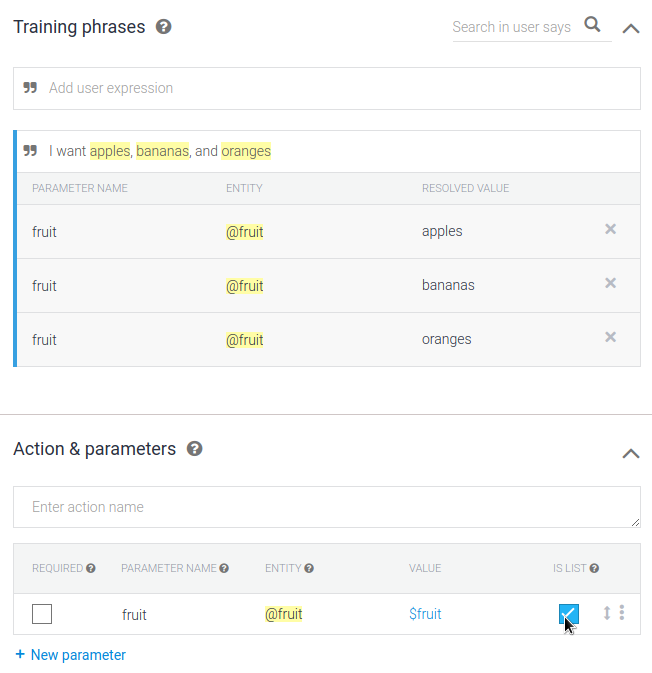 Training phrases
Search in user says
Add user expression
I want apples, bananas, and oranges
PARAMETER NAME ENTITY RESOLVED VALUE
fruit @fruit apples
fruit @fruit bananas
fruit @fruit oranges
Action & parameters
Enter action name
REQUIRED PARAMETER NAME ENTITY VALUE IS LIST
fruit @fruit $fruit
+ New parameter